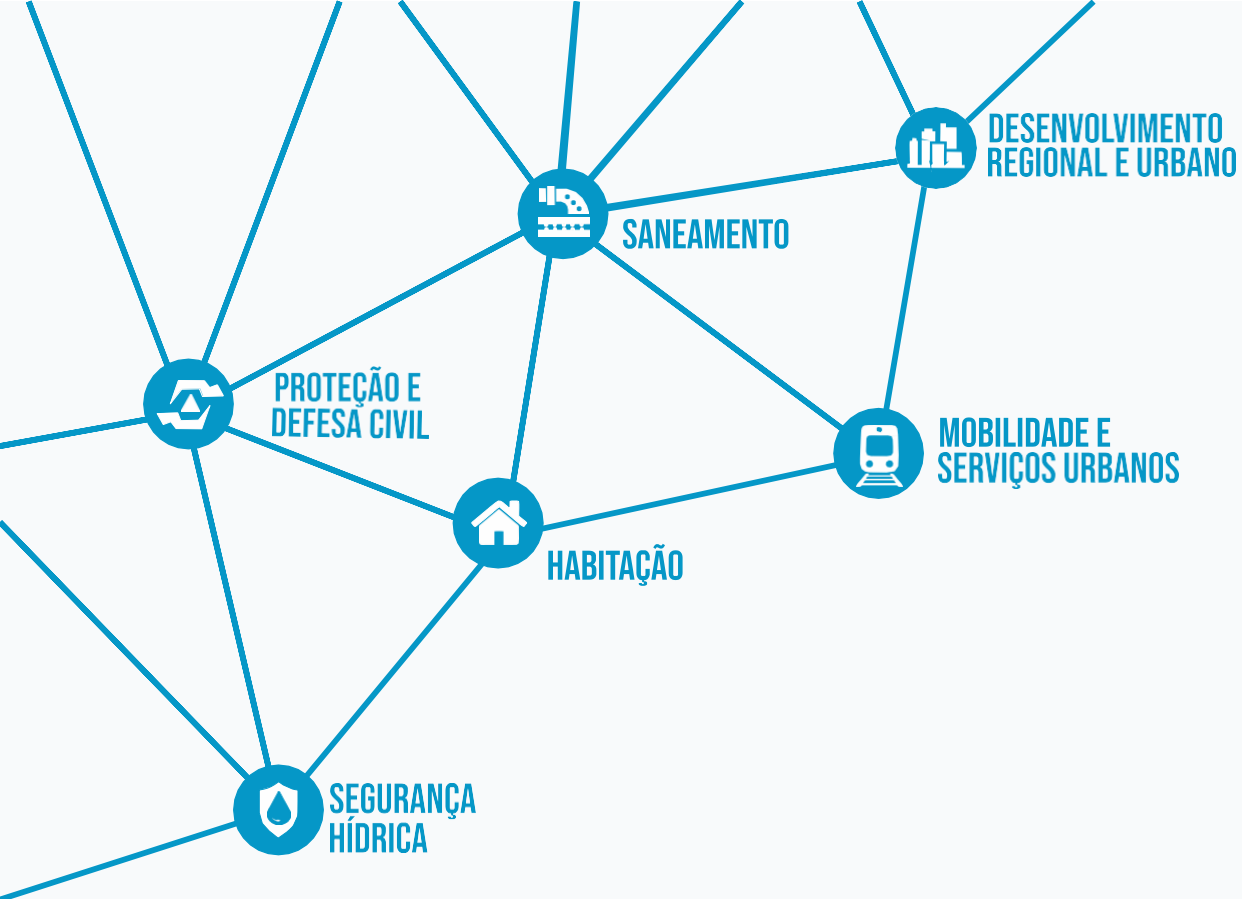 DESENVOLVIMENTO
REGIONAL E URBANO
SANEAMENTO
PROTEÇÃO E
DEFESA CIVIL
MOBILIDADE E
SERVIÇOS URBANOS
HABITAÇÃO
SEGURANÇA
HÍDRICA